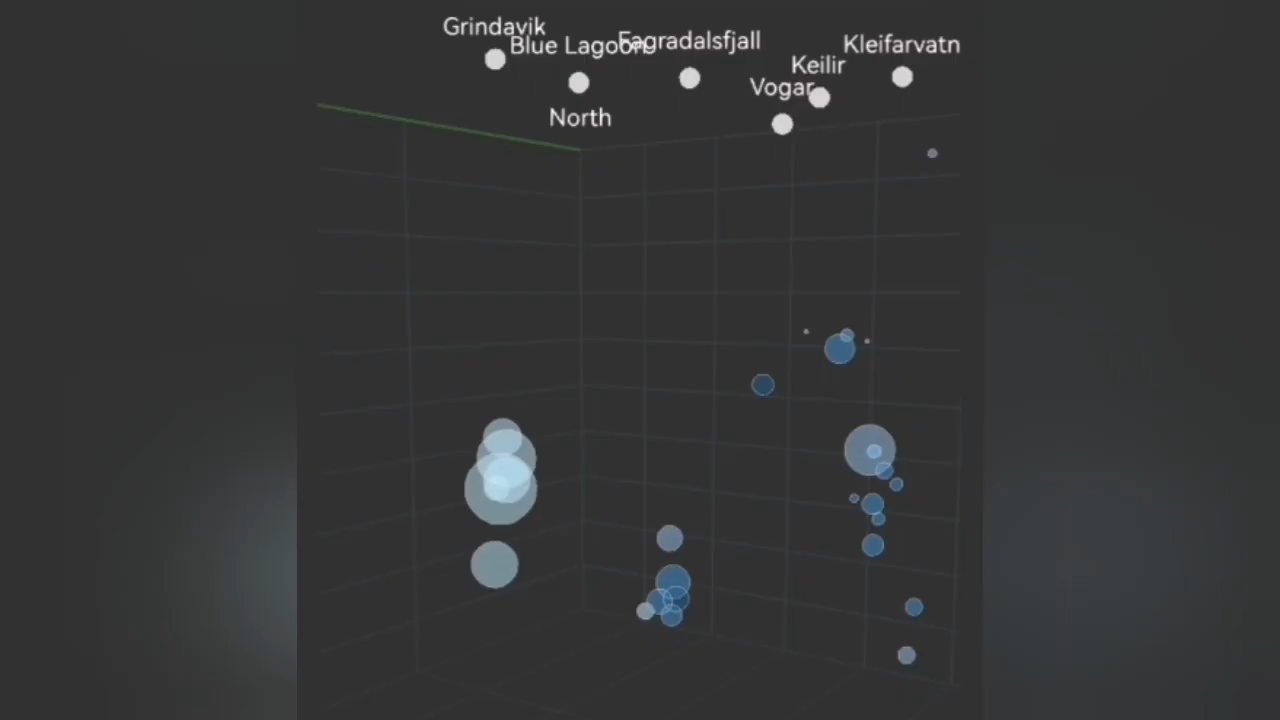 Grindavik
Blue Lagoon
Fagradalsfjall
Kleifarvatn
Keilir
Vogar
North